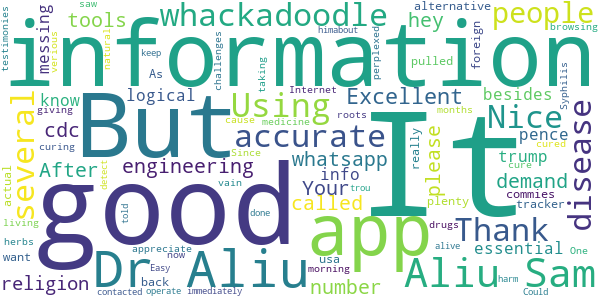 saw whackadoodle hey alternative people
testimonies yerious tools himabout browsing
messing challenges perplexed pulled foreign
information
keep naturai As logical taking
But Using Excellent besides Nice
several know cdc accurate Internet roots months Syphilis
giving engineering medicine whatsapp info please trump pence disease
After cause cured cure
curing Since Your really demand commies tracker
good It
actual vain called app plenty drugs Thank
living detect told trou alive essential One
herbs Dr Aliu done usa Aliu Sam
want appreciate now morning
religion back number harm Could
contacted Easy operate immediately